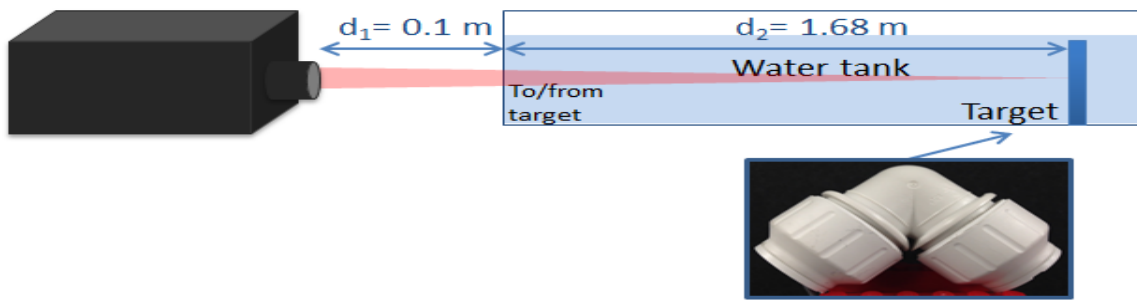 d₁= 0.1 m
d₂= 1.68 m
Water tank
To/from
target
Target